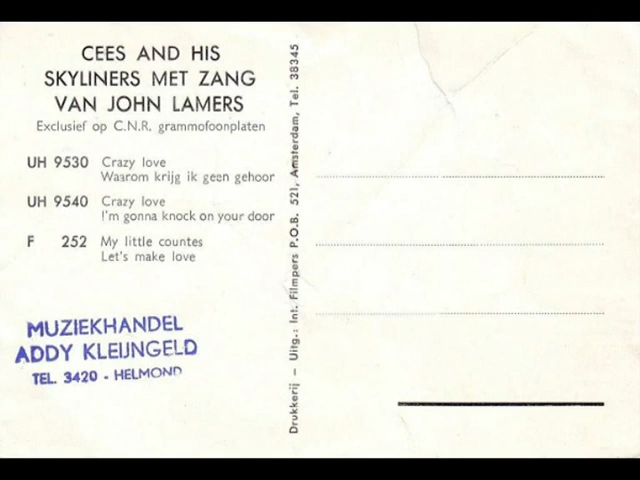 CEES AND HIS
SKYLINERS MET ZANG
VAN JOHN LAMERS
Exclusief op C.N.R. grammofoonplaten
UH 9530 Crazy love
Waarom krijg ik geen gehoor
UH 9540 Crazy love
I'm gonna knock on your door
F 252 My little countes
Let's make love
MUZIEKHANDEL
ADDY KLEIJNGELD
TEL. 3420 - HELMOND
Drukkerij — Uitg.: Int. Filmpers P.O.B. 521, Amsterdam, Tel. 38345